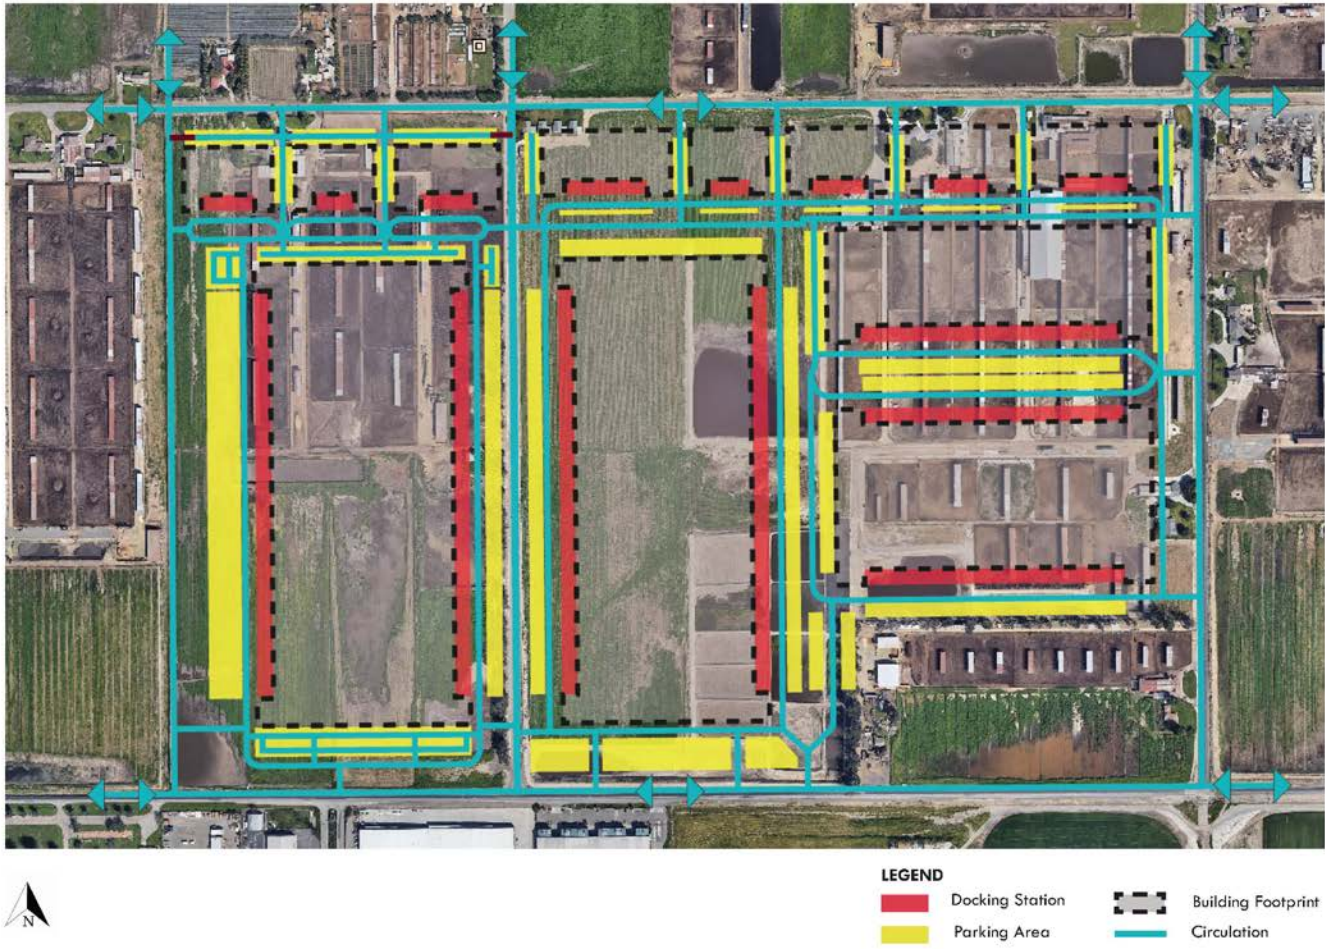 N
LEGEND
Docking Station
Building Footprint
Parking Area
Circulation